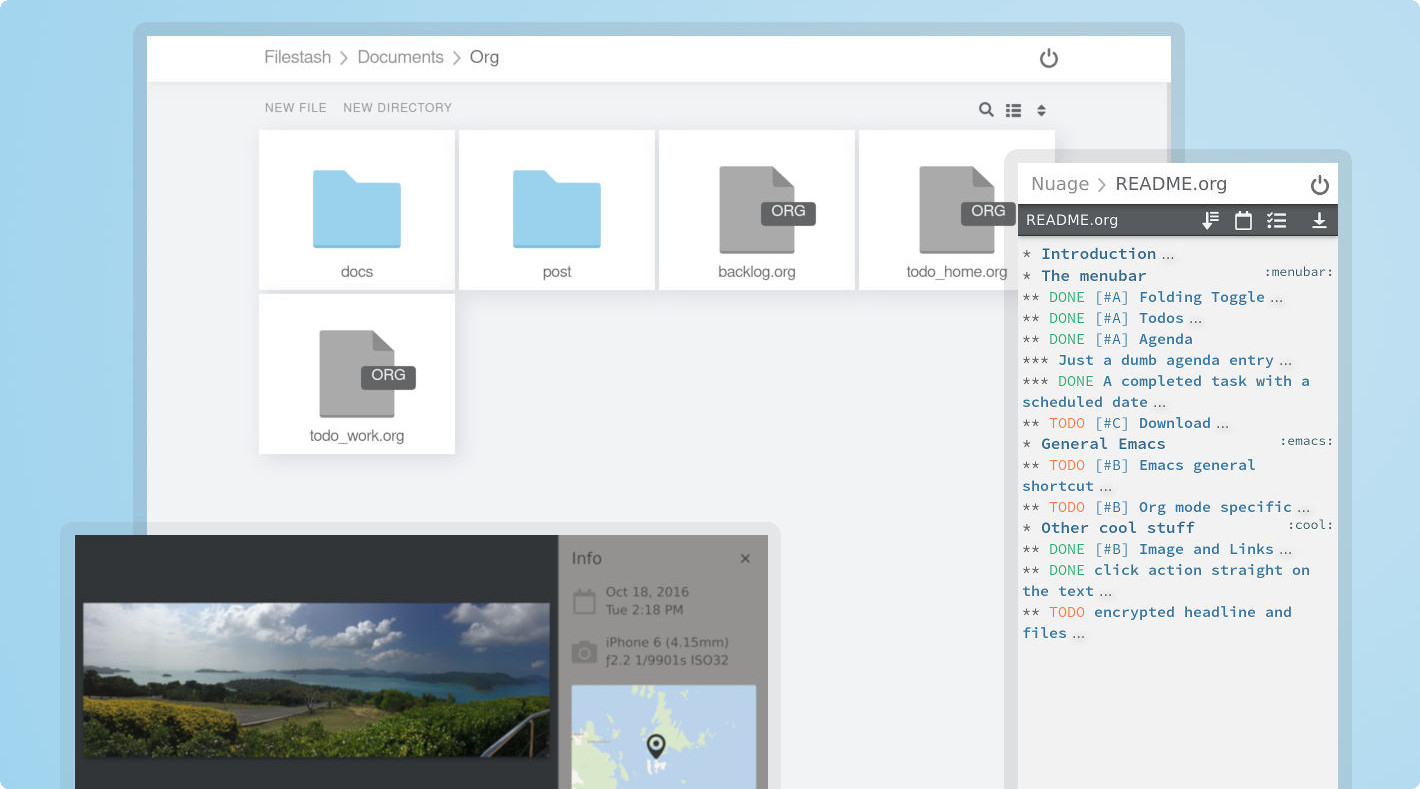 Filestash > Documents > Org
NEW FILE NEW DIRECTORY
docs
post
ORG
backlog.org
ORG
todo_home.org
ORG
todo_work.org
Nuage > README.org
README.org
* Introduction ...
* The menubar :menubar:
** DONE [#A] Folding Toggle ...
** DONE [#A] Todos ...
** DONE [#A] Agenda
*** Just a dumb agenda entry ...
*** DONE A completed task with a
scheduled date ...
** TODO [#C] Download ...
* General Emacs :emacs:
** TODO [#B] Emacs general
shortcut ...
** TODO [#B] Org mode specific ...
* Other cool stuff :cool:
** DONE [#B] Image and Links ...
** DONE click action straight on
the text ...
** TODO encrypted headline and
files ...
Info ×
Oct 18, 2016
Tue 2:18 PM
iPhone 6 (4.15mm)
ƒ2.2 1/9901s ISO32